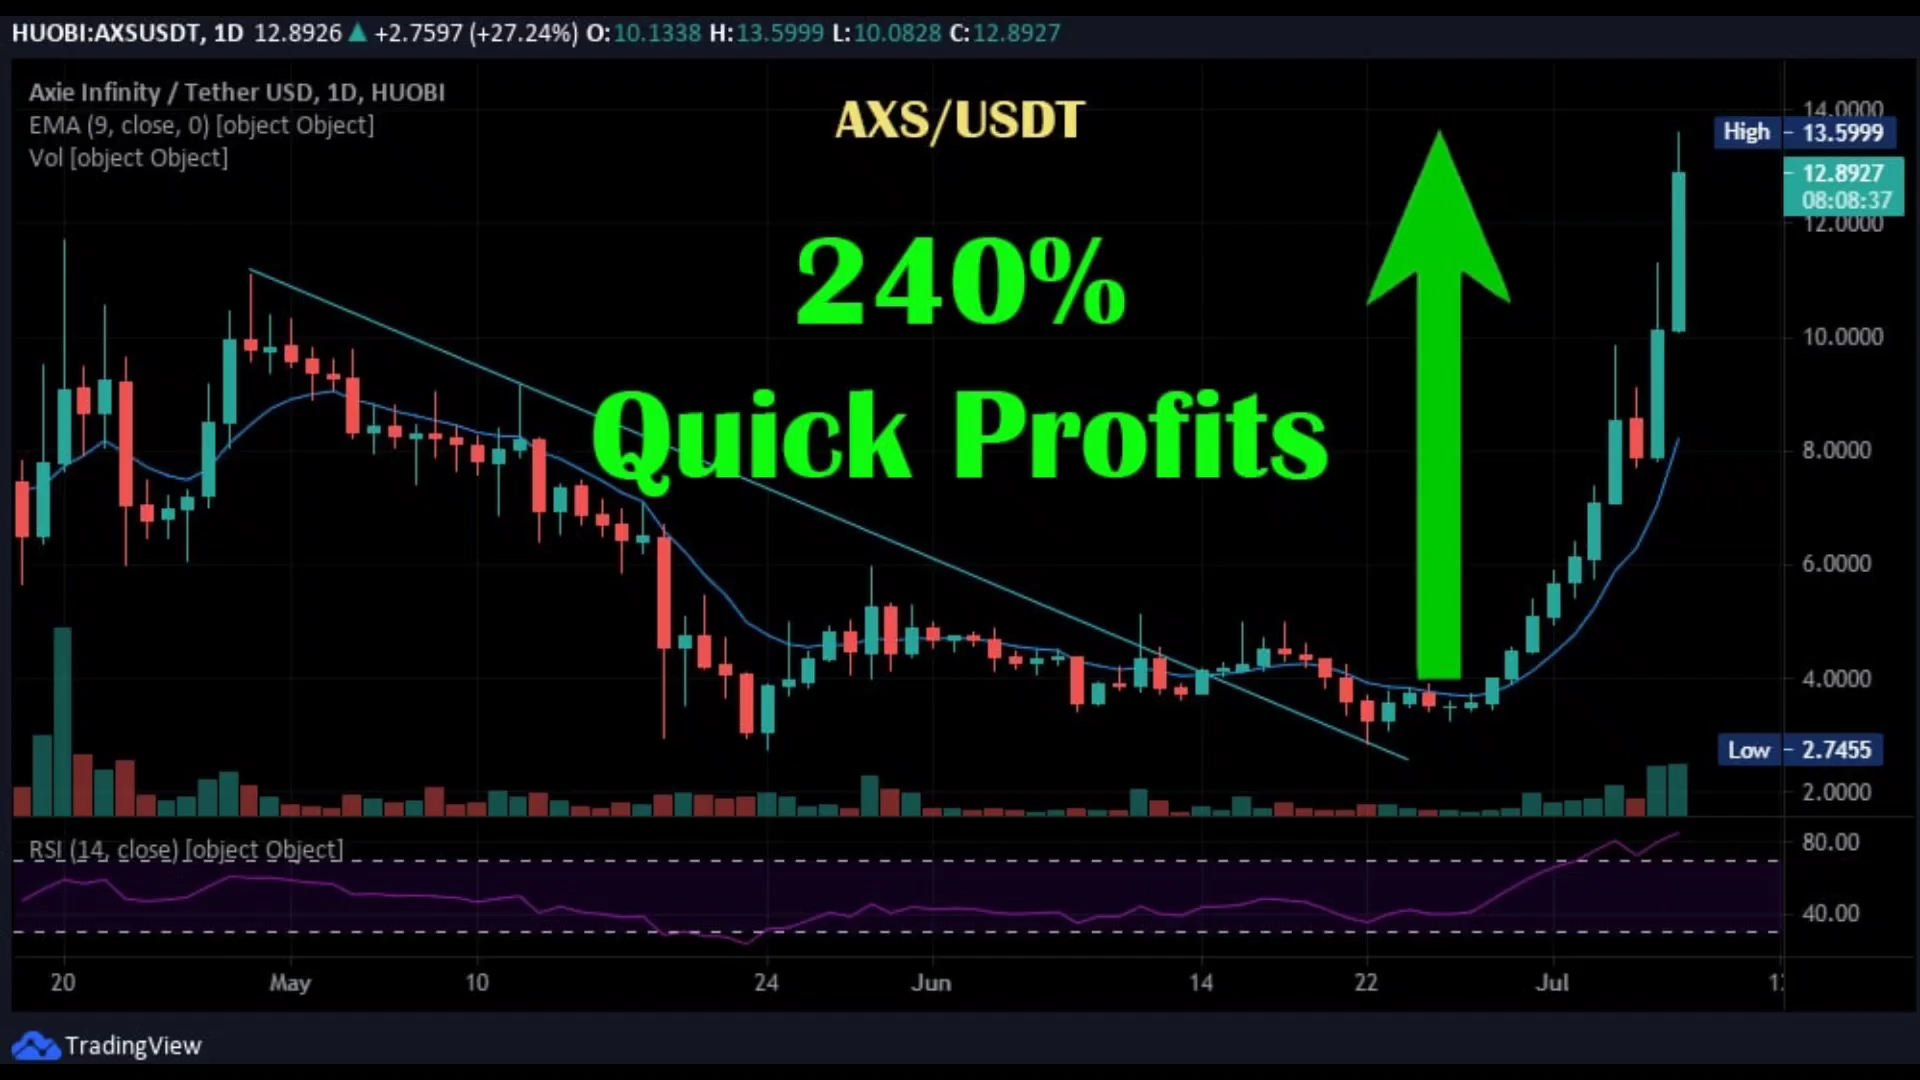 HUOBI:AXSUSDT, 1D 12.8926 ▲ +2.7597 (+27.24%) O:10.1338 H:13.5999 L:10.0828 C:12.8927
Axie Infinity / Tether USD, 1D, HUOBI
EMA (9, close, 0) [object Object]
Vol [object Object]
AXS/USDT
240%
Quick Profits
14.0000
High 13.5999
12.8927
08:08:37
12.0000
10.0000
8.0000
6.0000
4.0000
Low 2.7455
2.0000
RSI (14, close) [object Object]
80.00
40.00
20 May 10 24 Jun 14 22 Jul
TradingView